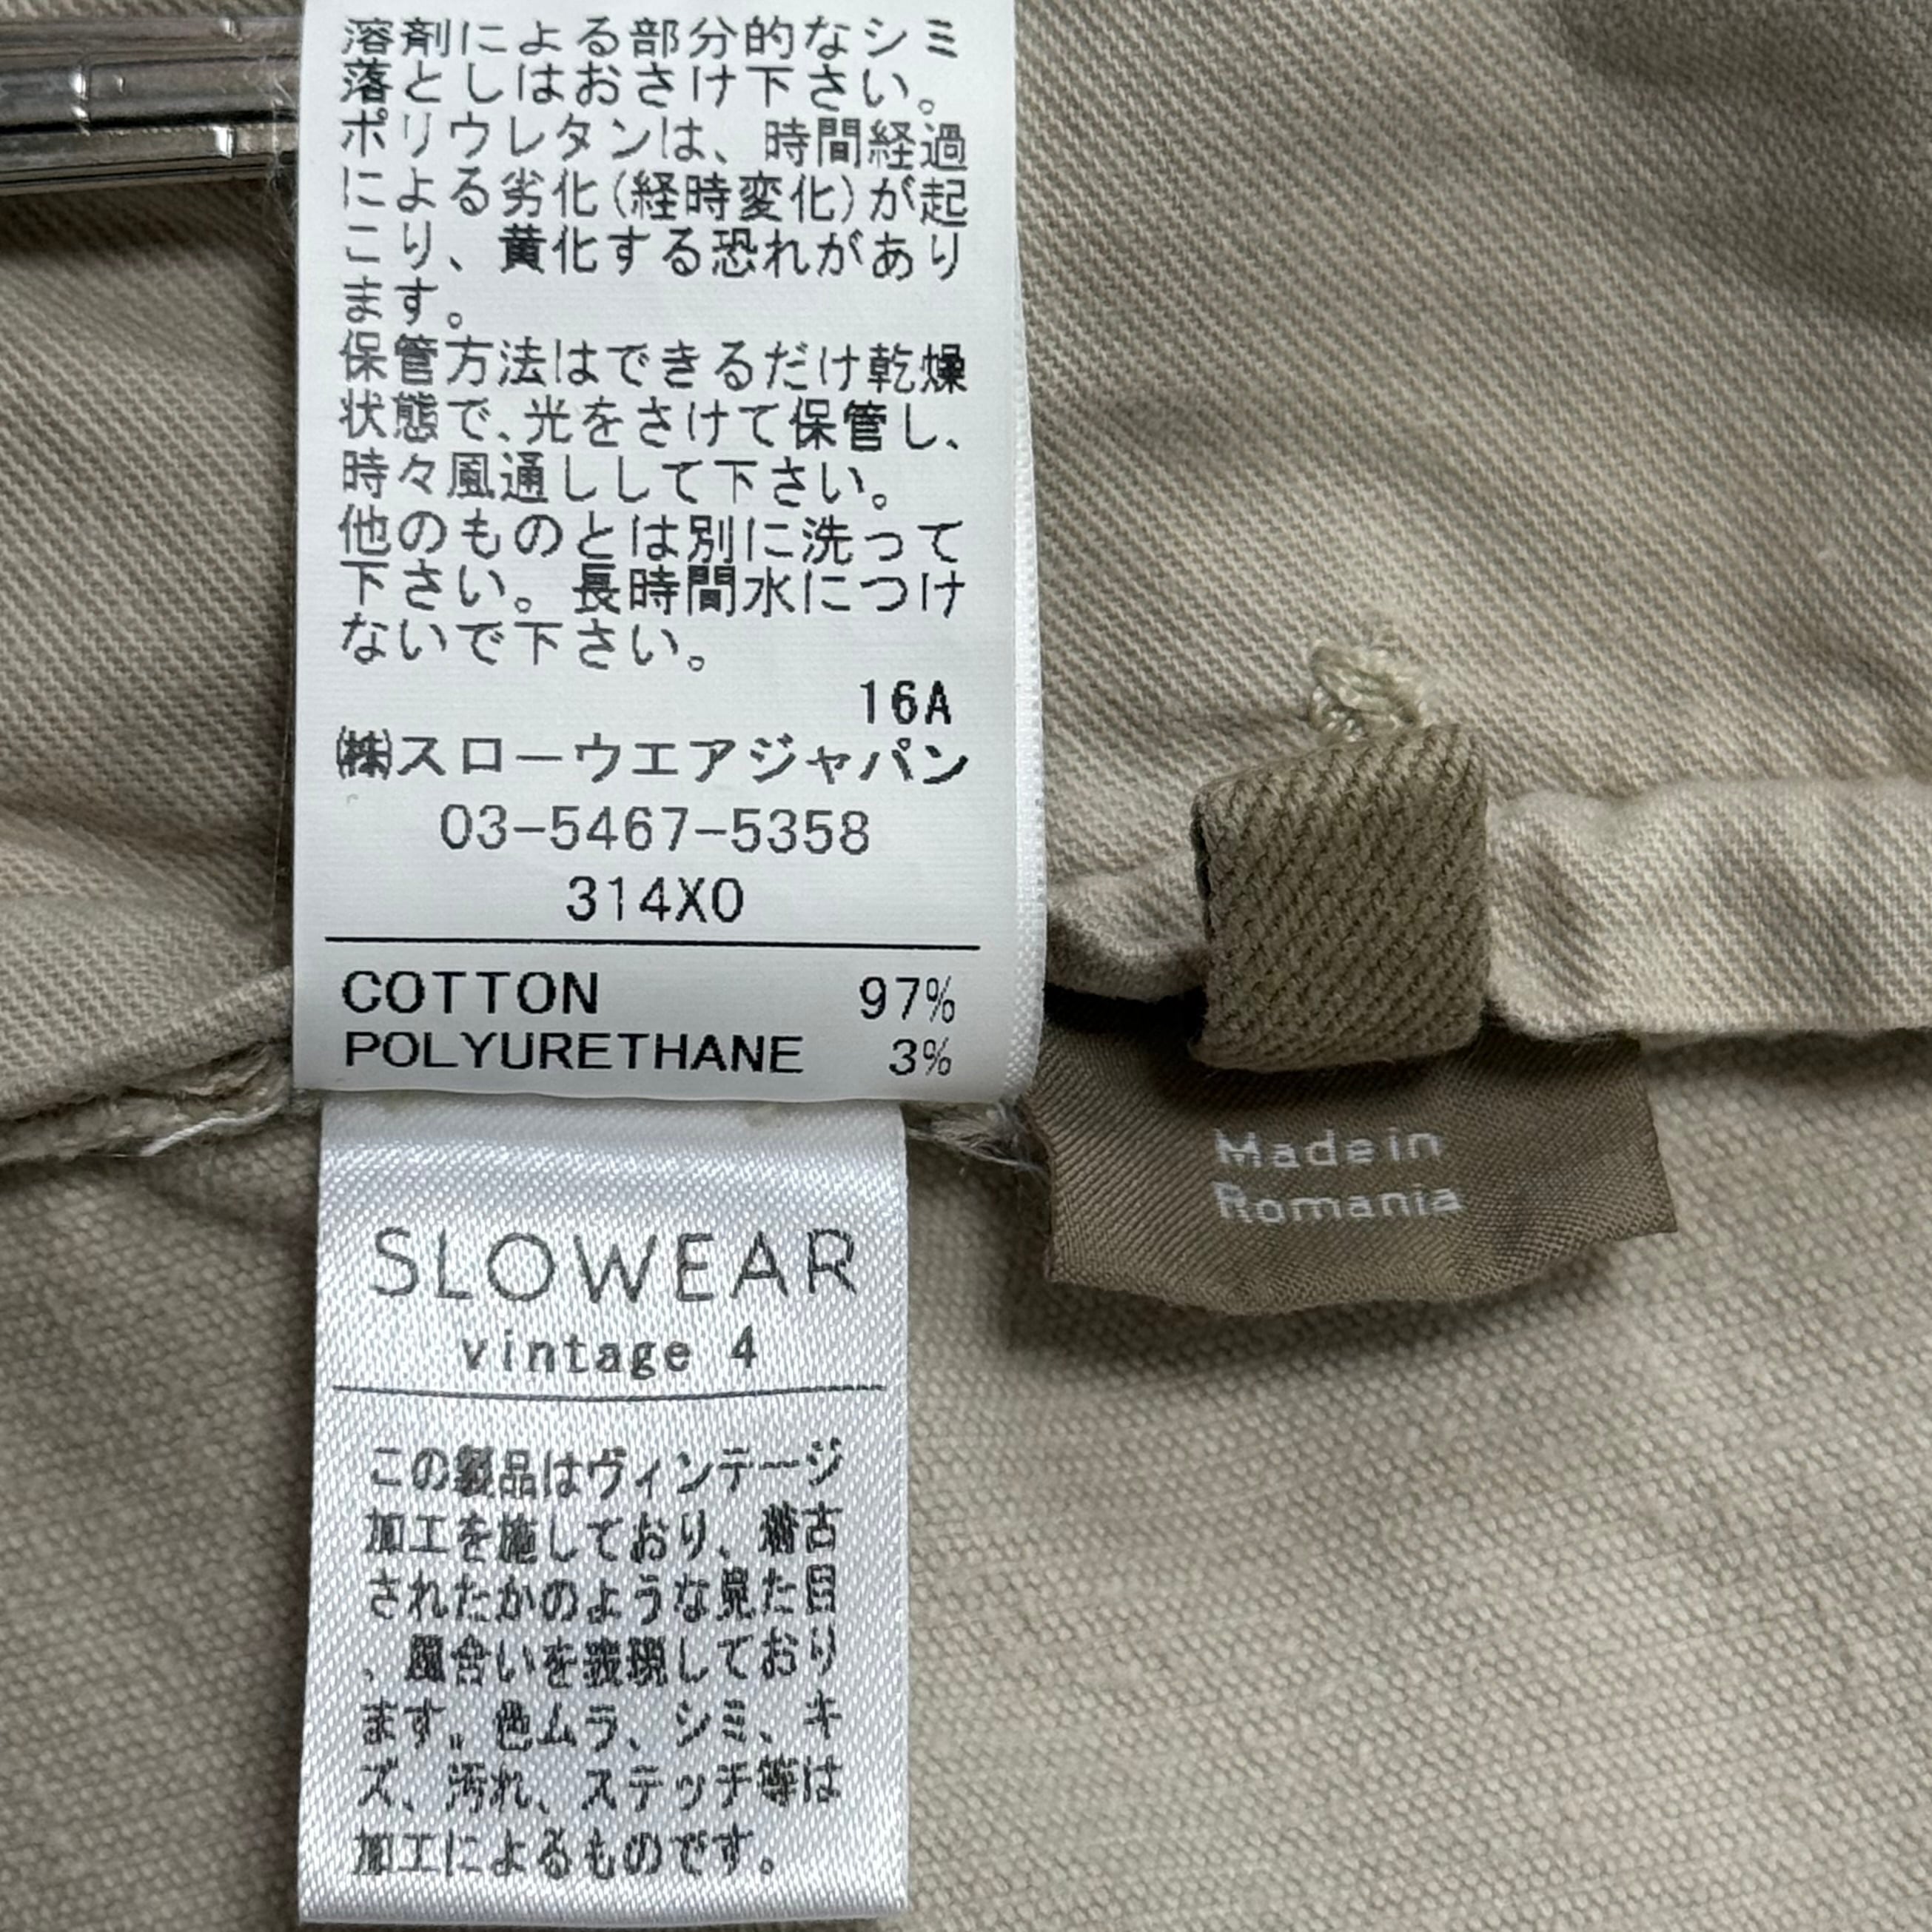 溶剤による部分的なシミ
落としはおさけ下さい。
ポリウレタンは、時間経過
による劣化(経時変化)が起
こり、黄化する恐れがあり
ます。
保管方法はできるだけ乾燥
状態で、光をさけて保管し、
時々風通しして下さい。
他のものとは別に洗って
下さい。長時間水につけ
ないで下さい。
16A
㈱スローウエアジャパン
03-5467-5358
314X0
COTTON 97%
POLYURETHANE 3%
Made in
Romania
SLOWEAR
vintage 4
この製品はヴィンテージ
加工を施しており、着古
されたかのような見た目
、風合いを表現しており
ます。色ムラ、シミ、キ
ズ、汚れ、ステッチ等は
加工によるものです。